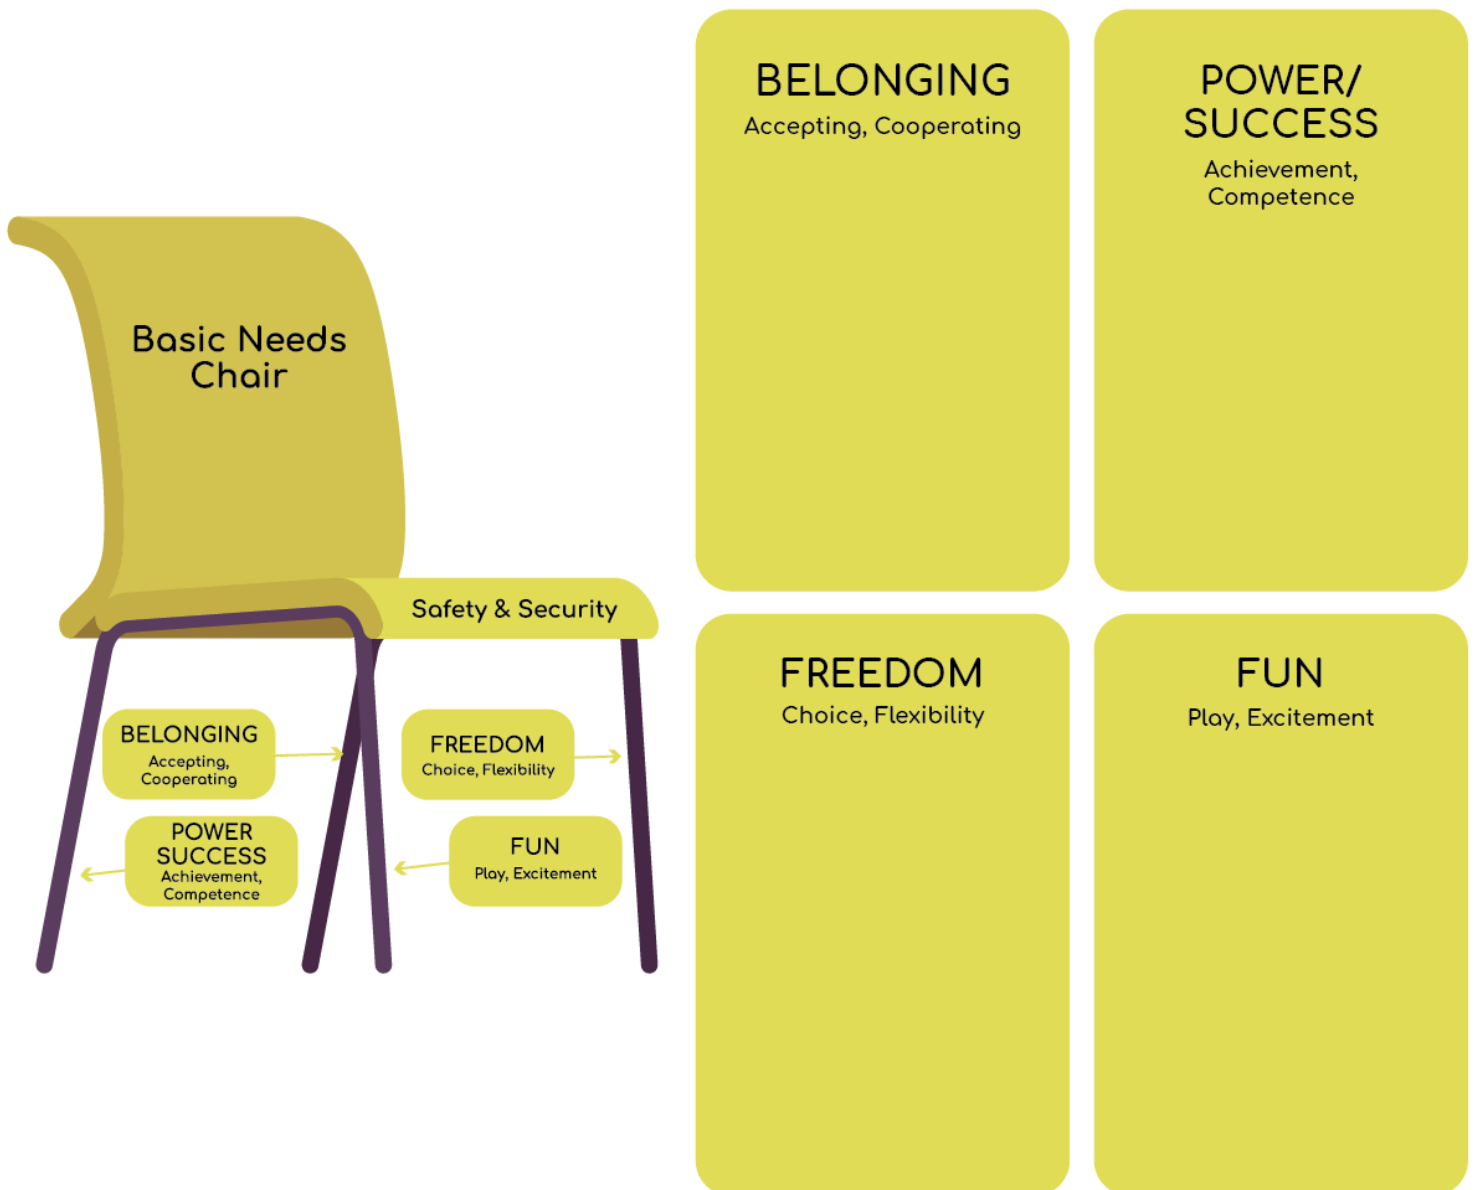 Basic Needs
Chair
Safety & Security
BELONGING
Accepting,
Cooperating
FREEDOM
Choice, Flexibility
POWER
SUCCESS
Achievement,
Competence
FUN
Play, Excitement
BELONGING
Accepting, Cooperating
POWER/
SUCCESS
Achievement,
Competence
FREEDOM
Choice, Flexibility
FUN
Play, Excitement